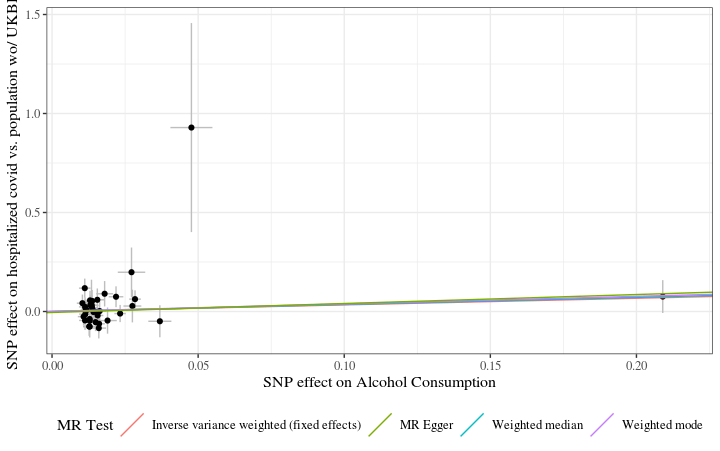 SNP effect on hospitalized covid vs. population wo/ UKBB
1.5
1.0
0.5
0.0
0.00
0.05
0.10
0.15
0.20
SNP effect on Alcohol Consumption
MR Test
Inverse variance weighted (fixed effects)
MR Egger
Weighted median
Weighted mode